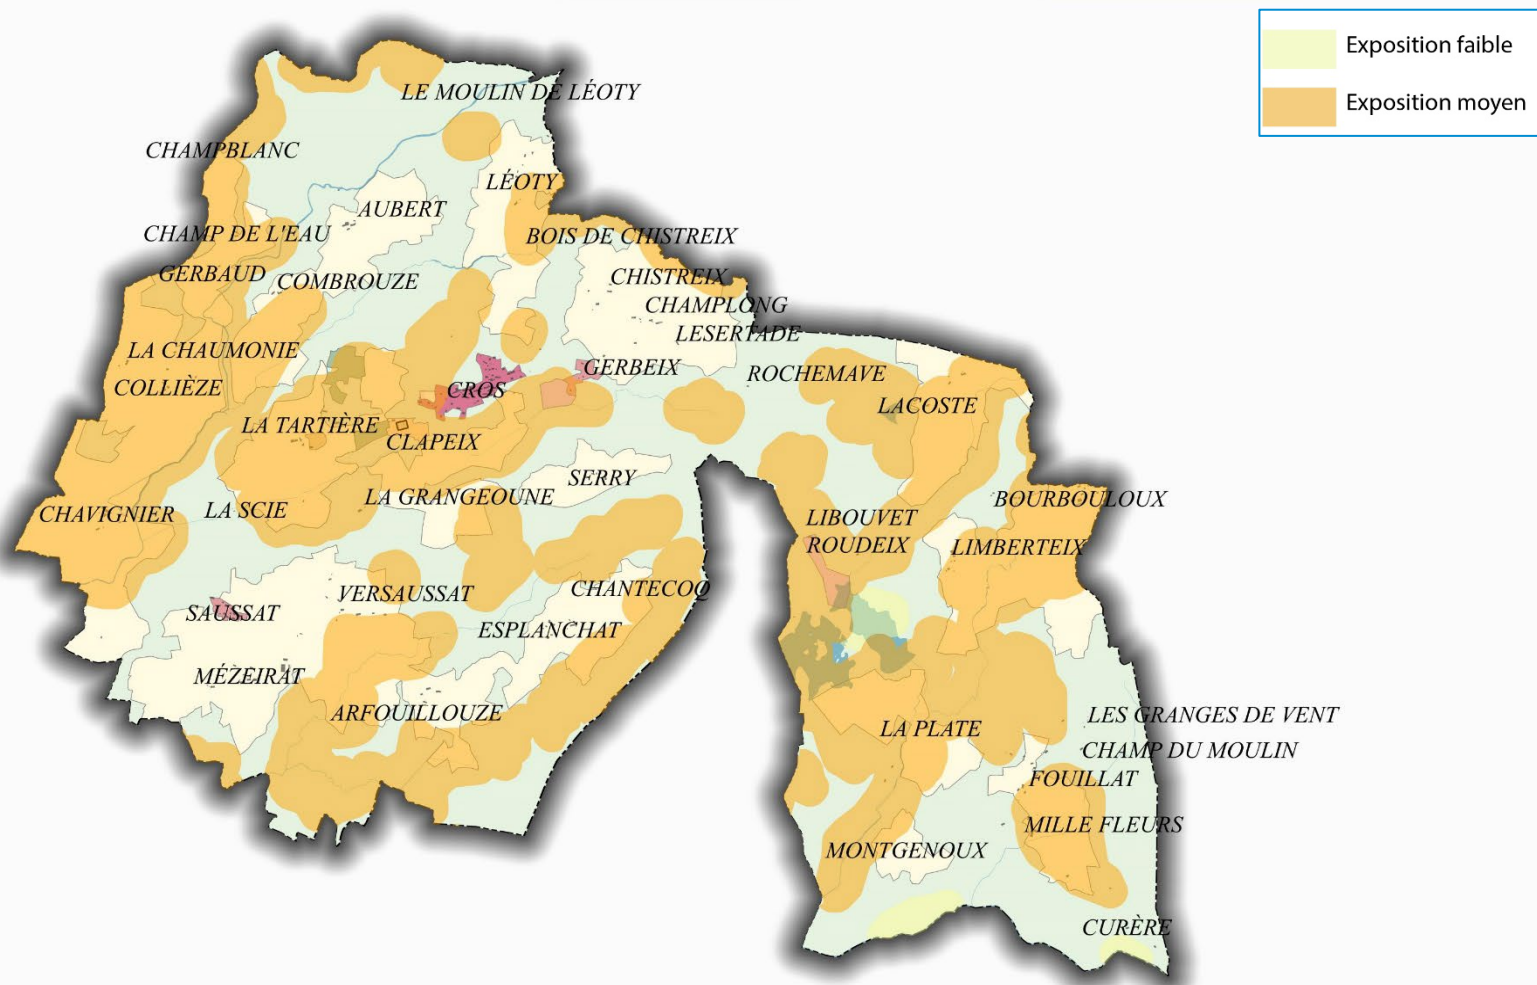 Exposition faible
Exposition moyen
LE MOULIN DE LÉOTY
CHAMPBLANC
LÉOTY
AUBERT
CHAMP DE L'EAU
BOIS DE CHISTREIX
GERBAUD
COMBROUZE
CHISTREIX
CHAMPLONG
LESERTADE
LA CHAUMONIE
GERBEIX
ROCHEMAVE
COLLIÈZE
CROS
LACOSTE
LA TARTIÈRE
CLAPEIX
SERRY
LA GRANGEOUNE
BOURBOULOUX
CHAVIGNIER
LA SCIE
LIBOUVET
ROUDEIX
LIMBERTEIX
VERSAUSSAT
CHANTECOQ
SAUSSAT
ESPLANCHAT
MÉZEIRAT
ARFOUILLOUZE
LES GRANGES DE VENT
LA PLATE
CHAMP DU MOULIN
FOUILLAT
MILLE FLEURS
MONTGENOUX
CURÈRE